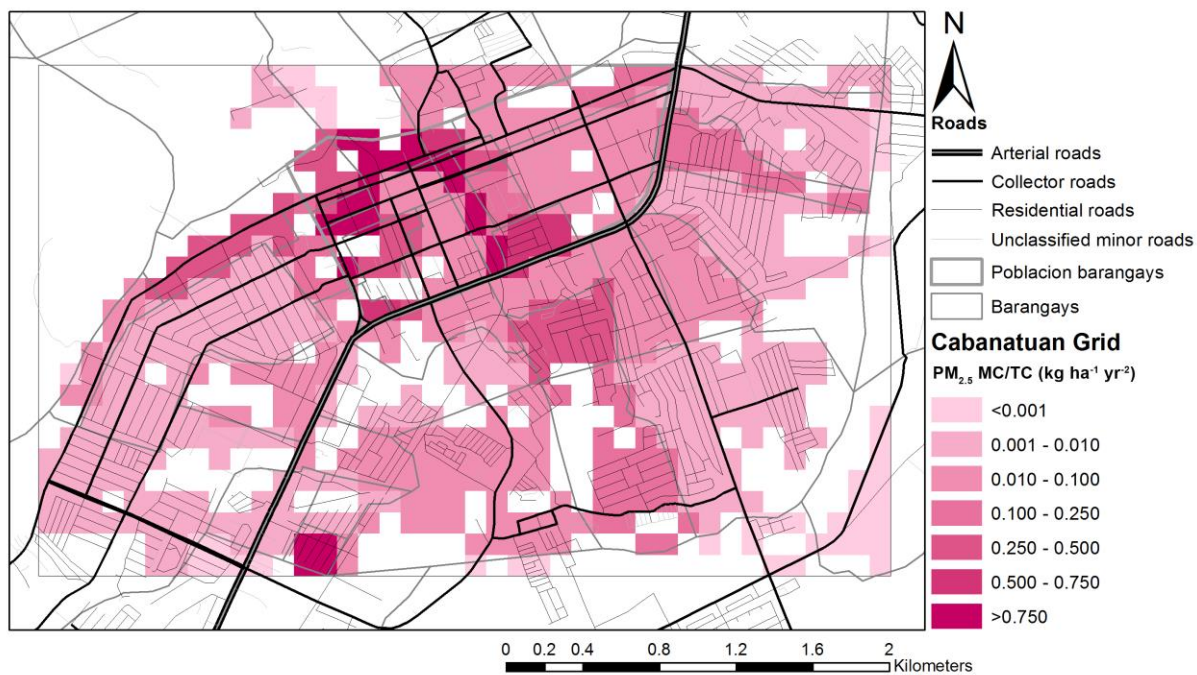 N
Roads
Arterial roads
Collector roads
Residential roads
Unclassified minor roads
Poblacion barangays
Barangays
Cabanatuan Grid
PM2.5 MC/TC (kg ha⁻¹ yr⁻²)
<0.001
0.001 - 0.010
0.010 - 0.100
0.100 - 0.250
0.250 - 0.500
0.500 - 0.750
>0.750
0 0.2 0.4 0.8 1.2 1.6 2
Kilometers